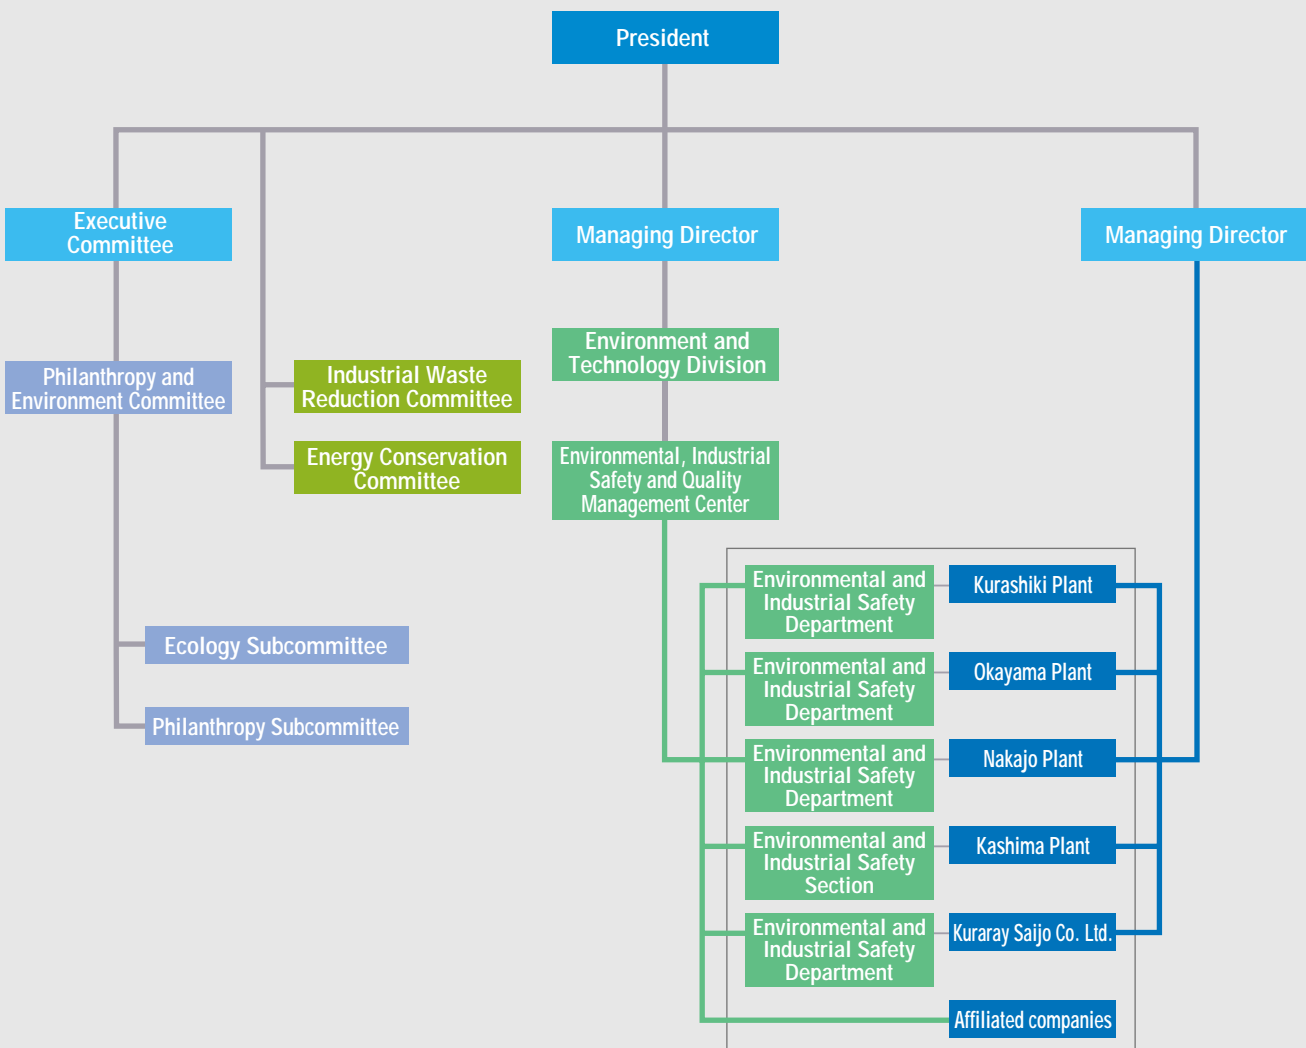 President
Executive
Committee
Managing Director
Managing Director
Philanthropy and
Environment Committee
Industrial Waste
Reduction Committee
Energy Conservation
Committee
Environment and
Technology Division
Environmental, Industrial
Safety and Quality
Management Center
Ecology Subcommittee
Philanthropy Subcommittee
Environmental and
Industrial Safety
Department
Kurashiki Plant
Environmental and
Industrial Safety
Department
Okayama Plant
Environmental and
Industrial Safety
Department
Nakajo Plant
Environmental and
Industrial Safety
Section
Kashima Plant
Environmental and
Industrial Safety
Department
Kuraray Saijo Co. Ltd.
Affiliated companies